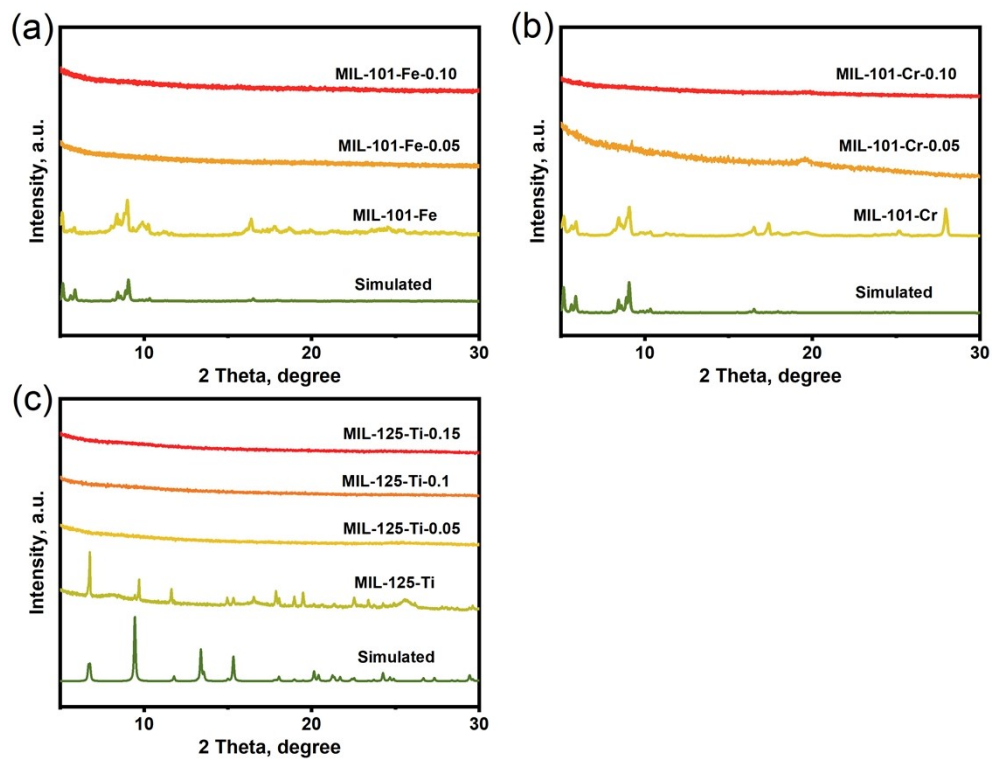 (a)
MIL-101-Fe-0.10
MIL-101-Fe-0.05
MIL-101-Fe
Simulated
Intensity, a.u.
10 20 30
2 Theta, degree
(b)
MIL-101-Cr-0.10
MIL-101-Cr-0.05
MIL-101-Cr
Simulated
Intensity, a.u.
10 20 30
2 Theta, degree
(c)
MIL-125-Ti-0.15
MIL-125-Ti-0.1
MIL-125-Ti-0.05
MIL-125-Ti
Simulated
Intensity, a.u.
10 20 30
2 Theta, degree